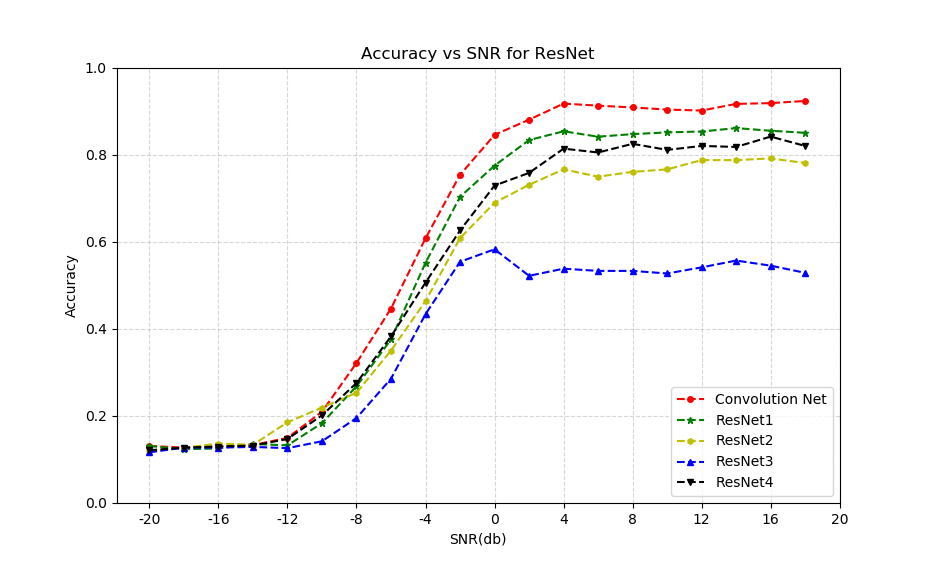 Accuracy vs SNR for ResNet
1.0
0.8
0.6
0.4
0.2
0.0
Accuracy
Convolution Net
ResNet1
ResNet2
ResNet3
ResNet4
-20 -16 -12 -8 -4 0 4 8 12 16 20
SNR(db)